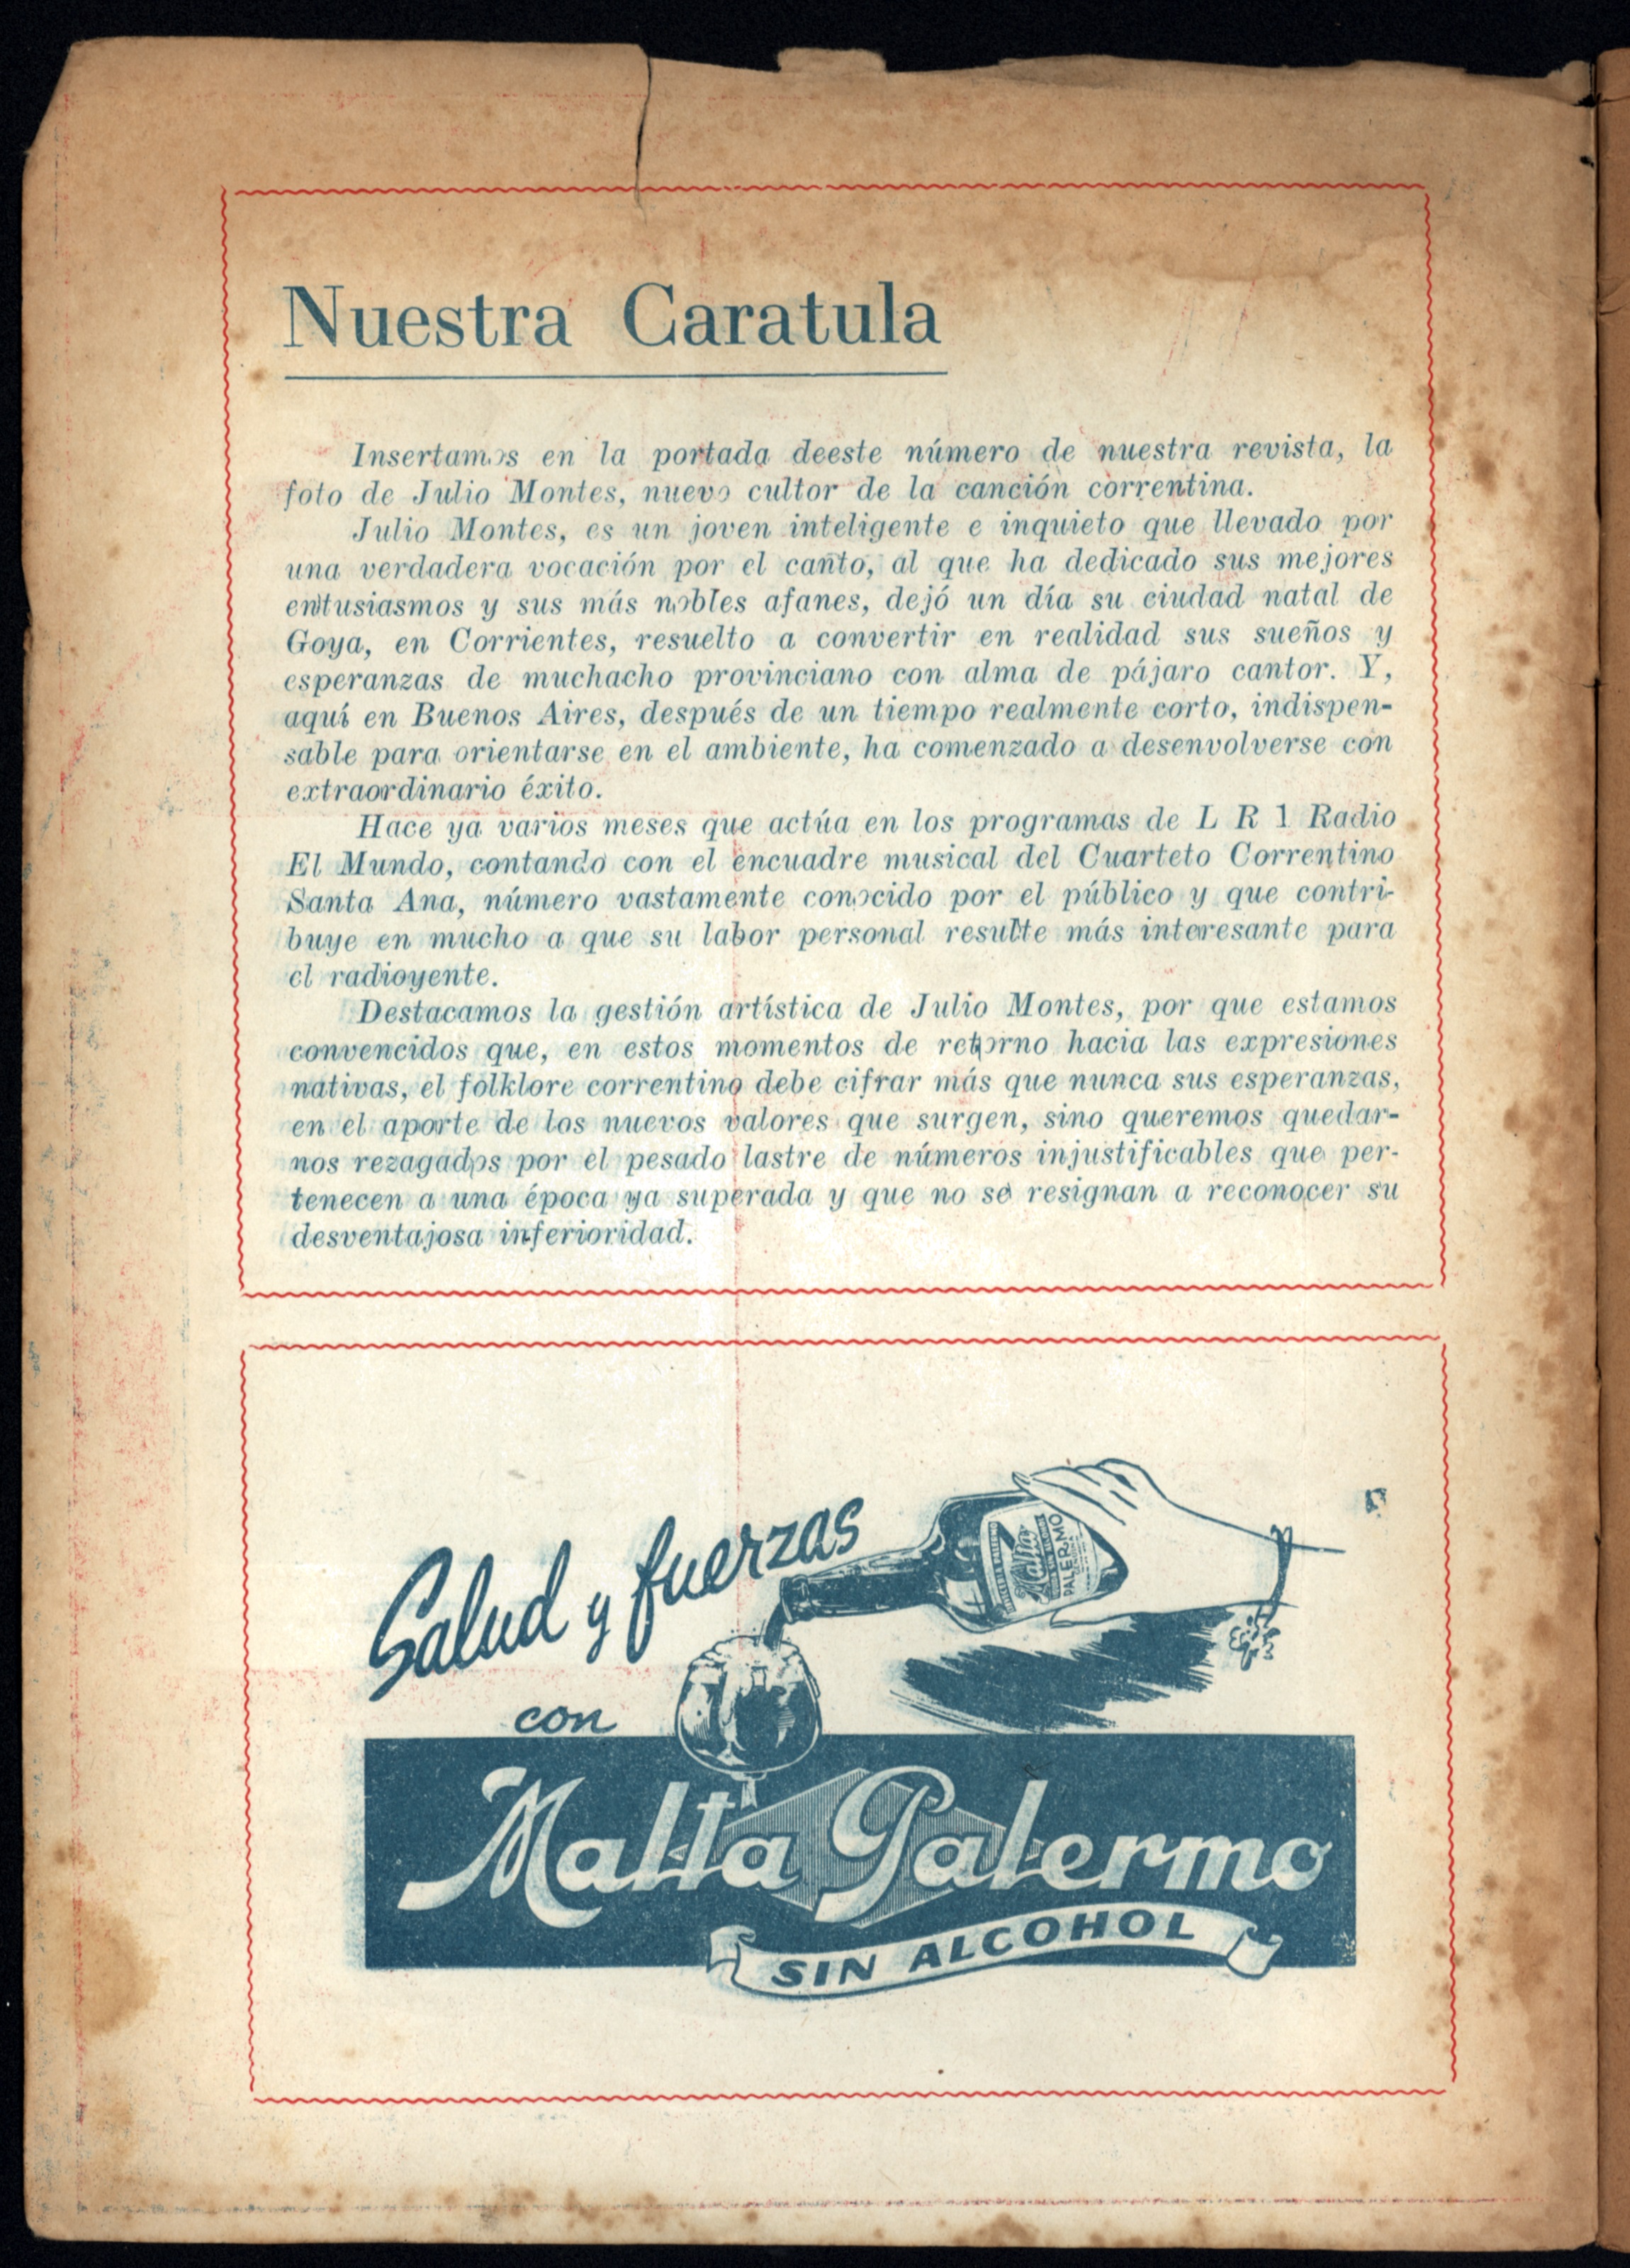 Nuestra Caratula
Insertamos en la portada deeste número de nuestra revista, la
foto de Julio Montes, nuevo cultor de la canción correntina.
Julio Montes, es un joven inteligente e inquieto que llevado por
una verdadera vocación por el canto, al que ha dedicado sus mejores
entusiasmos y sus más nobles afanes, dejó un día su ciudad natal de
Goya, en Corrientes, resuelto a convertir en realidad sus sueños y
esperanzas de muchacho provinciano con alma de pájaro cantor. Y,
aquí en Buenos Aires, después de un tiempo realmente corto, indispen-
sable para orientarse en el ambiente, ha comenzado a desenvolverse con
extraordinario éxito.
Hace ya varios meses que actúa en los programas de L R 1 Radio
El Mundo, contando con el encuadre musical del Cuarteto Correntino
Santa Ana, número vastamente conocido por el público y que contri-
buye en mucho a que su labor personal resulte más interesante para
el radioyente.
Destacamos la gestión artística de Julio Montes, por que estamos
convencidos que, en estos momentos de retorno hacia las expresiones
nativas, el folklore correntino debe cifrar más que nunca sus esperanzas,
en el aporte de los nuevos valores que surgen, sino queremos quedar-
nos rezagados por el pesado lastre de números injustificables que per-
tenecen a una época ya superada y que no se resignan a reconocer su
desventajosa inferioridad.
Salud y fuerzas
con
Malta
PALERMO
Malta Palermo
SIN ALCOHOL